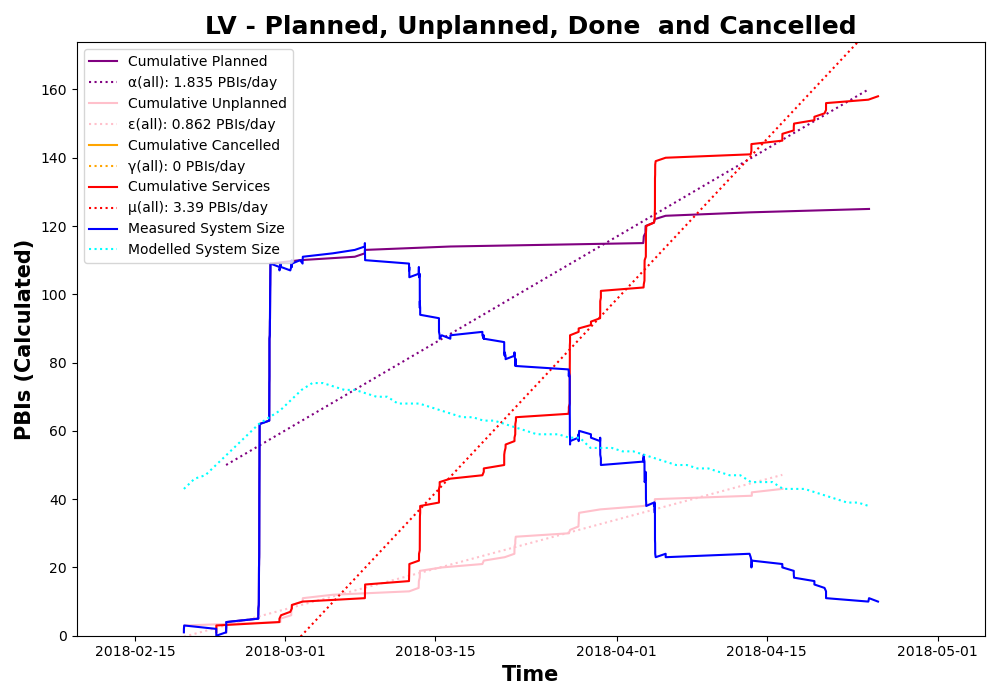 LV - Planned, Unplanned, Done  and Cancelled
Cumulative Planned
α(all): 1.835 PBIs/day
Cumulative Unplanned
ε(all): 0.862 PBIs/day
Cumulative Cancelled
γ(all): 0 PBIs/day
Cumulative Services
μ(all): 3.39 PBIs/day
Measured System Size
Modelled System Size
PBIs (Calculated)
160
140
120
100
80
60
40
20
0
2018-02-15
2018-03-01
2018-03-15
2018-04-01
2018-04-15
2018-05-01
Time